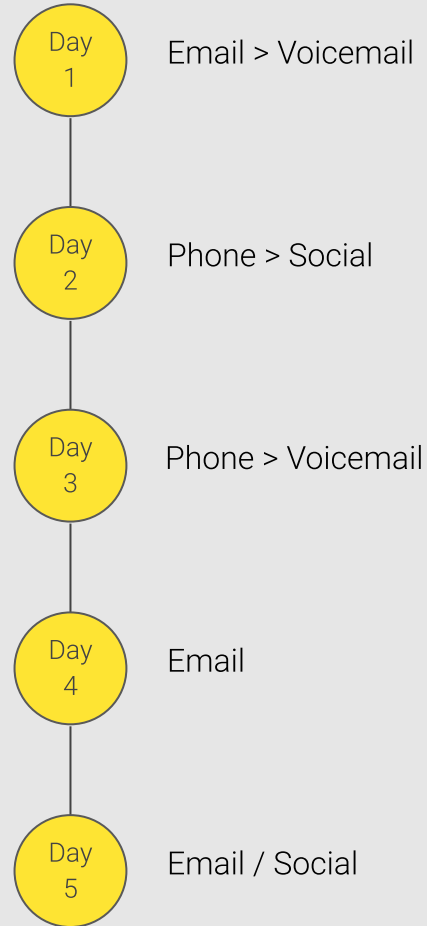 Day
1
Email > Voicemail
Day
2
Phone > Social
Day
3
Phone > Voicemail
Day
4
Email
Day
5
Email / Social